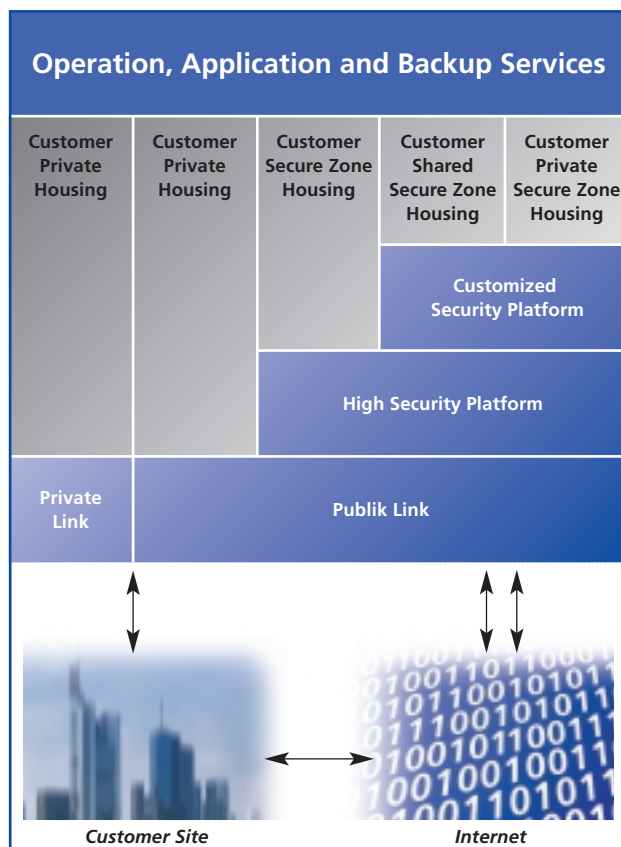 Operation, Application and Backup Services
Customer
Private
Housing
Customer
Private
Housing
Customer
Secure Zone
Housing
Customer
Shared
Secure Zone
Housing
Customer
Private
Secure Zone
Housing
Customized
Security Platform
High Security Platform
Private
Link
Publik Link
Customer Site
Internet